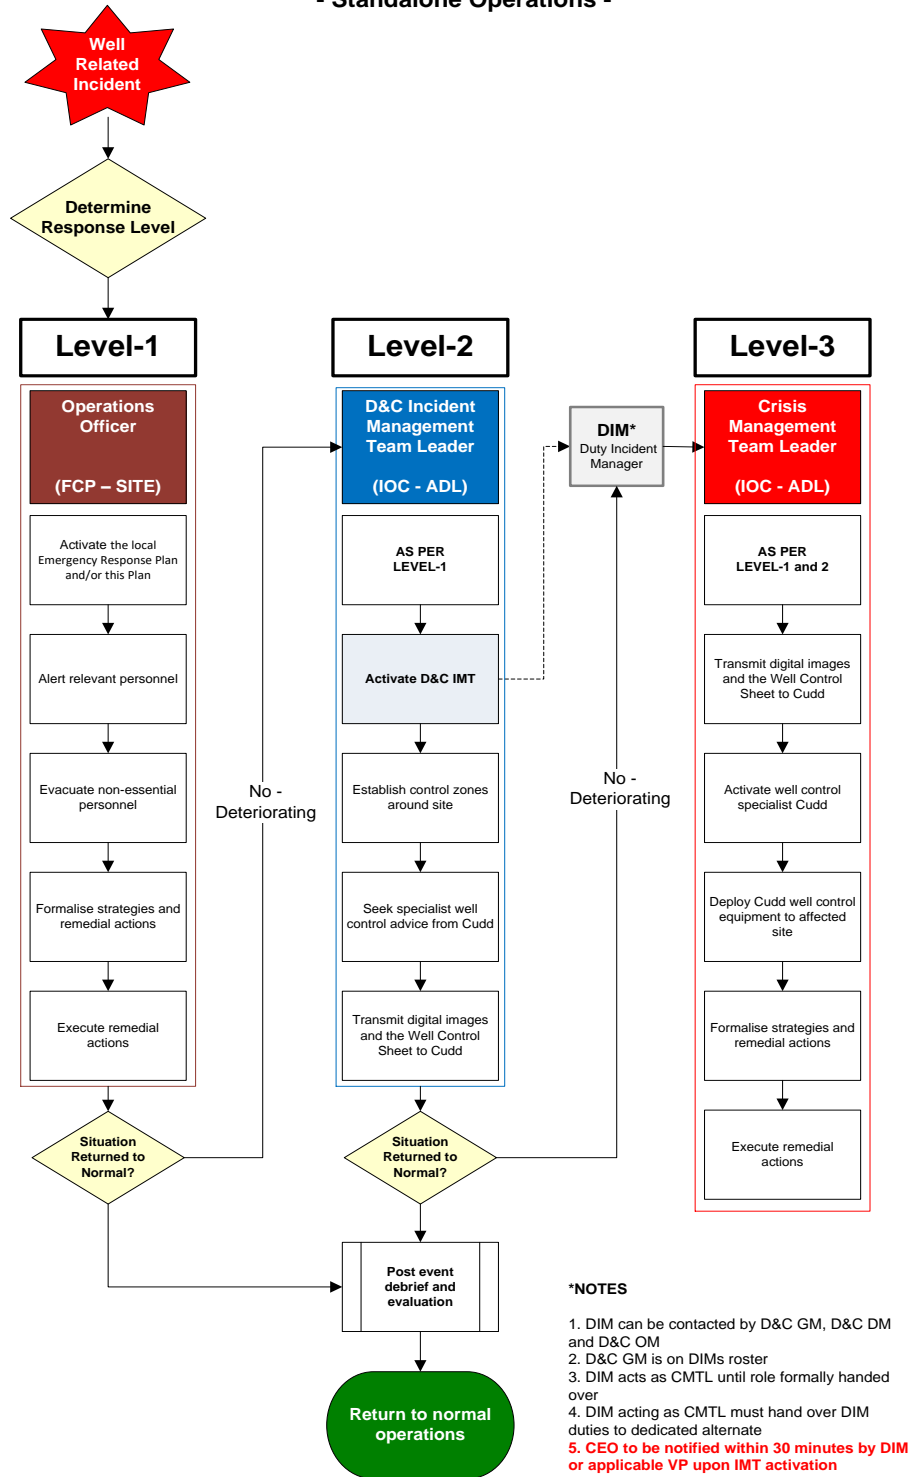 - Standalone Operations -
Well
Related
Incident
Determine
Response Level
Level-1
Operations
Officer
(FCP – SITE)
Activate the local
Emergency Response Plan
and/or this Plan
Alert relevant personnel
Evacuate non-essential
personnel
Formalise strategies and
remedial actions
Execute remedial
actions
Situation
Returned to
Normal?
No -
Deteriorating
Level-2
D&C Incident
Management
Team Leader
(IOC - ADL)
AS PER
LEVEL-1
Activate D&C IMT
Establish control zones
around site
Seek specialist well
control advice from Cudd
Transmit digital images
and the Well Control
Sheet to Cudd
Situation
Returned to
Normal?
No -
Deteriorating
DIM*
Duty Incident
Manager
Level-3
Crisis
Management
Team Leader
(IOC - ADL)
AS PER
LEVEL-1 and 2
Transmit digital images
and the Well Control
Sheet to Cudd
Activate well control
specialist Cudd
Deploy Cudd well control
equipment to affected
site
Formalise strategies and
remedial actions
Execute remedial
actions
Post event
debrief and
evaluation
Return to normal
operations
*NOTES
1. DIM can be contacted by D&C GM, D&C DM
and D&C OM
2. D&C GM is on DIMs roster
3. DIM acts as CMTL until role formally handed
over
4. DIM acting as CMTL must hand over DIM
duties to dedicated alternate
5. CEO to be notified within 30 minutes by DIM
or applicable VP upon IMT activation